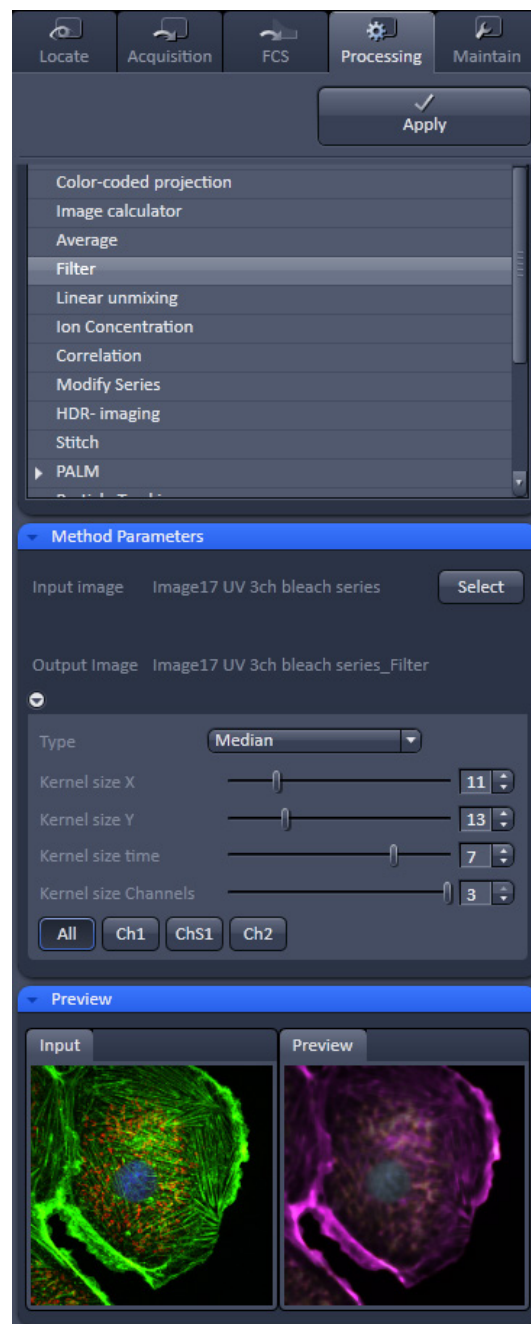 Locate Acquisition FCS Processing Maintain
Apply
Color-coded projection
Image calculator
Average
Filter
Linear unmixing
Ion Concentration
Correlation
Modify Series
HDR- imaging
Stitch
PALM
Method Parameters
Input image Image17 UV 3ch bleach series Select
Output Image Image17 UV 3ch bleach series_Filter
Type Median
Kernel size X 11
Kernel size Y 13
Kernel size time 7
Kernel size Channels 3
All Ch1 ChS1 Ch2
Preview
Input Preview